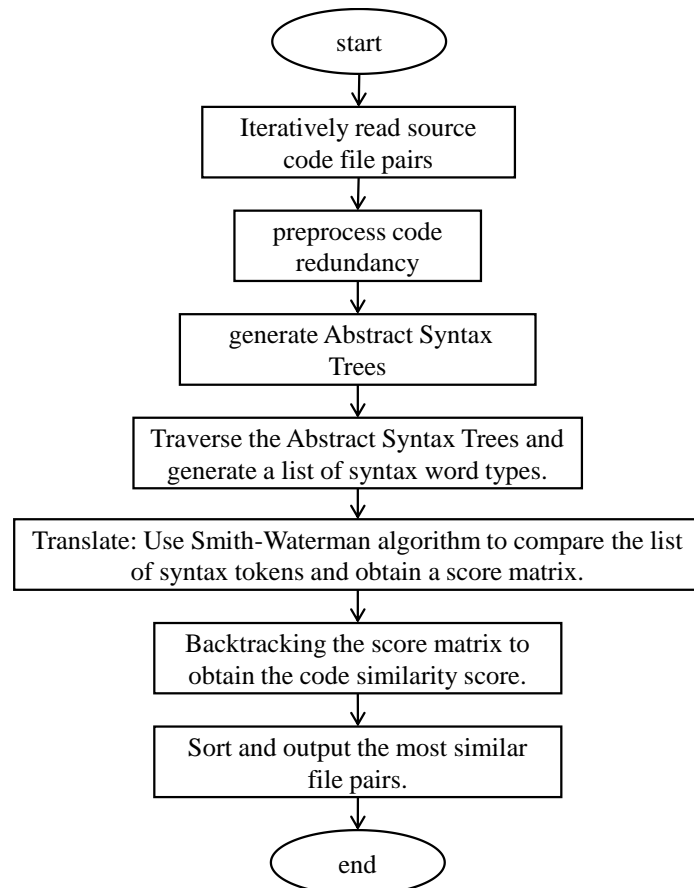 start
Iteratively read source
code file pairs
preprocess code
redundancy
generate Abstract Syntax
Trees
Traverse the Abstract Syntax Trees and
generate a list of syntax word types.
Translate: Use Smith-Waterman algorithm to compare the list
of syntax tokens and obtain a score matrix.
Backtracking the score matrix to
obtain the code similarity score.
Sort and output the most similar
file pairs.
end